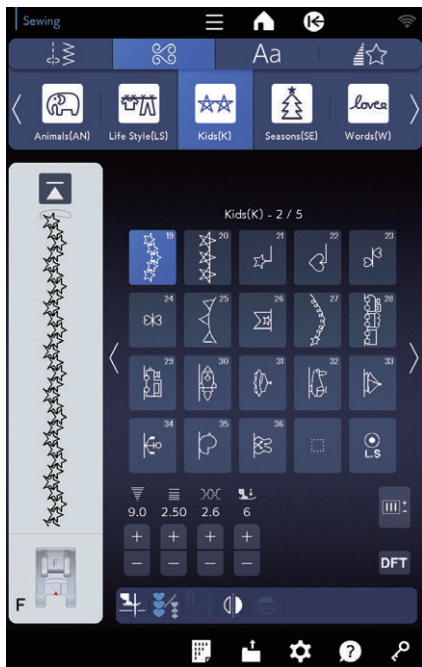 Sewing
Aa
Animals(AN) Life Style(LS) Kids(K) Seasons(SE) Words(W)
love
Kids(K) - 2 / 5
19 20 21 22 23
24 25 26 27 28
29 30 31 32 33
34 35 36
L.S
9.0 2.50 2.6 6
+ + + +
− − − −
DFT
F
F
?